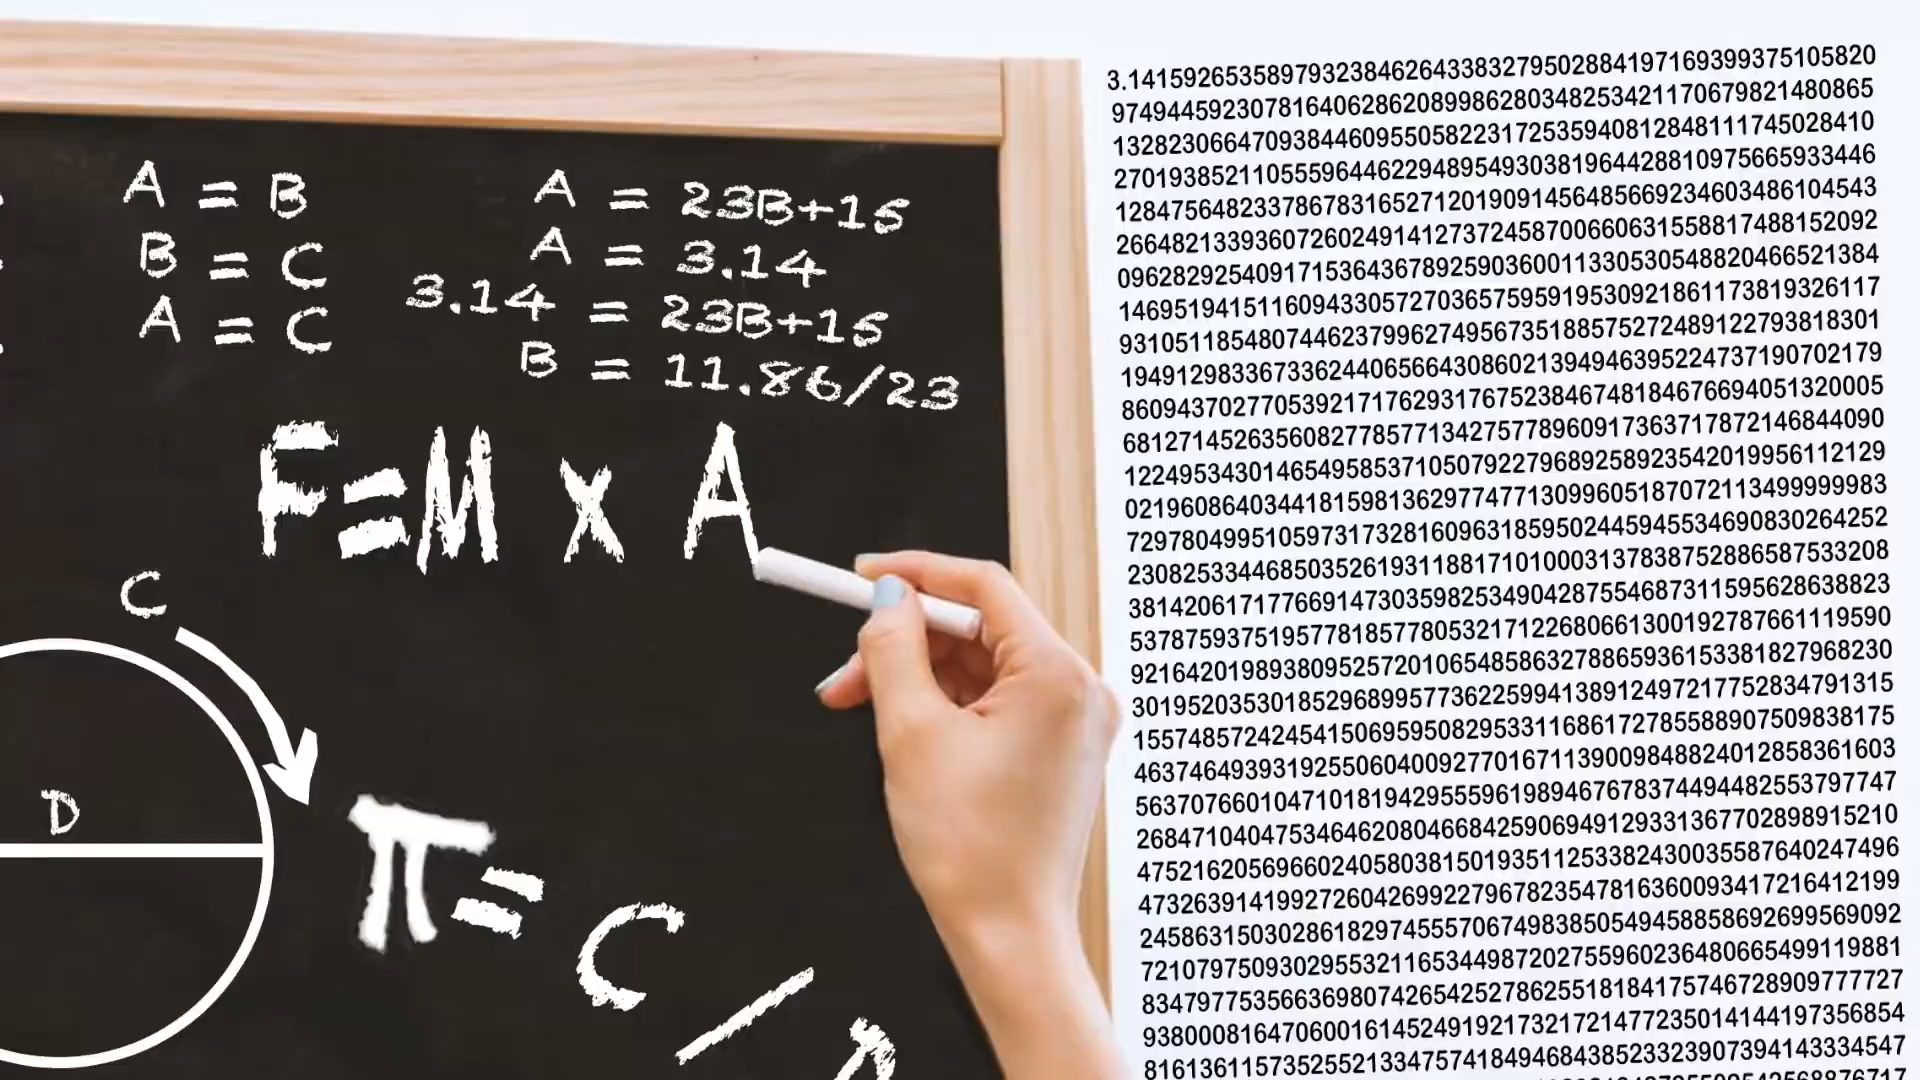 A = B
B = C
A = C
A = 23B+15
A = 3.14
3.14 = 23B+15
B = 11.86/23
F=M x A
C
D
π= C /
3.141592653589793238462643383279502884197169399375105820
9749445923078164062862089986280348253421170679821480865
1328230664709384460955058223172535940812848111745028410
2701938521105559644622948954930381964428810975665933446
1284756482337867831652712019091456485669234603486104543
2664821339360726024914127372458700660631558817488152092
0962829254091715364367892590360011330530548820466521384
1469519415116094330572703657595919530921861173819326117
9310511854807446237996274956735188575272489122793818301
1949129833673362440656643086021394946395224737190702179
8609437027705392171762931767523846748184676694051320005
6812714526356082778577134275778960917363717872146844090
1224953430146549585371050792279689258923542019956112129
0219608640344181598136297747713099605187072113499999983
7297804995105973173281609631859502445945534690830264252
2308253344685035261931188171010003137838752886587533208
3814206171776691473035982534904287554687311595628638823
5378759375195778185778053217122680661300192787661119590
9216420198938095257201065485863278865936153381827968230
3019520353018529689957736225994138912497217752834791315
1557485724245415069595082953311686172785588907509838175
4637464939319255060400927701671139009848824012858361603
5637076601047101819429555961989467678374494482553797747
2684710404753464620804668425906949129331367702898915210
4752162056966024058038150193511253382430035587640247496
4732639141992726042699227967823547816360093417216412199
2458631503028618297455570674983850549458858692699569092
7210797509302955321165344987202755960236480665499119881
8347977535663698074265425278625518184175746728909777727
9380008164706001614524919217321721477235014144197356854
8161361157352552133475741849468438523323907394143334547